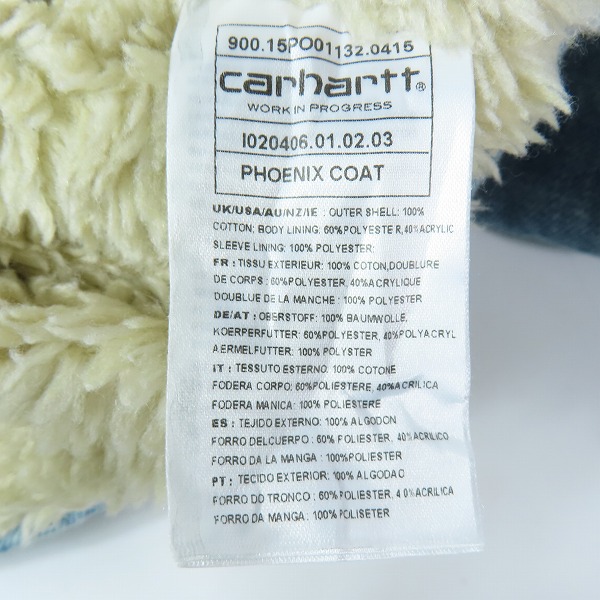 900.15PO01132.0415
carhartt®
WORK IN PROGRESS
I020406.01.02.03
PHOENIX COAT
UK/USA/AU/NZ/IE : OUTER SHELL: 100%
COTTON; BODY LINING: 60%POLYESTER, 40%ACRYLIC
SLEEVE LINING: 100% POLYESTER;
FR : TISSU EXTERIEUR: 100% COTON,DOUBLURE
DE CORPS : 60%POLYESTER, 40%ACRYLIQUE
DOUBLUE DE LA MANCHE : 100% POLYESTER
DE/AT : OBERSTOFF: 100% BAUMWOLLE,
KOERPERFUTTER: 60%POLYESTER, 40%POLYACRYL
AERMELFUTTER: 100% POLYSTER
IT : TESSUTO ESTERNO: 100% COTONE
FODERA CORPO: 60%POLIESTERE, 40%ACRILICA
FODERA MANICA: 100% POLIESTERE
ES : TEJIDO EXTERNO: 100% ALGODON
FORRO DELCUERPO : 60% POLIESTER, 40%ACRILICO
FORRO DA LA MANGA : 100% POLIESTER
PT : TECIDO EXTERIOR: 100% ALGODAO
FORRO DO TRONCO : 60%POLIESTER, 40%ACRILICA
FORRO DA MANGA : 100% POLISETER